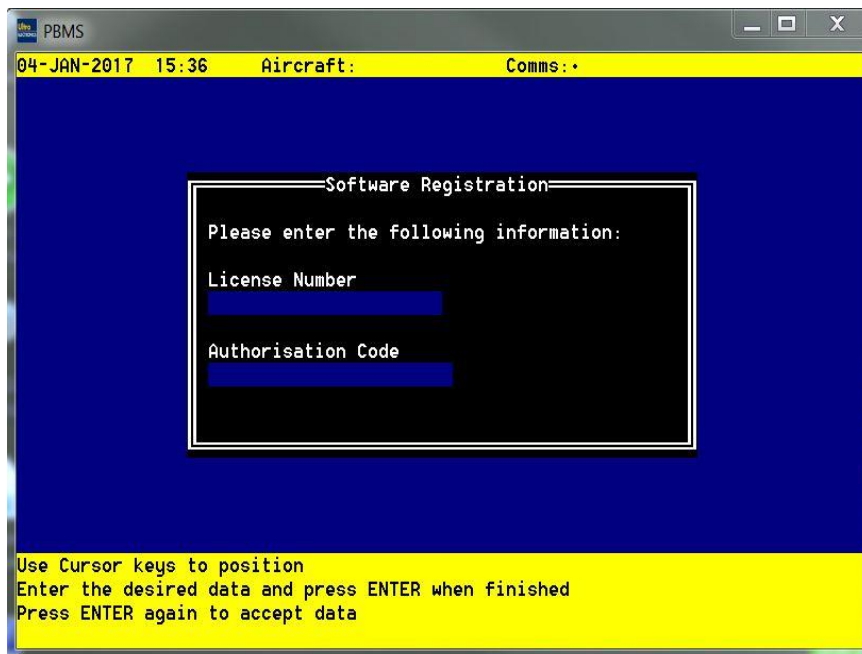 PBMS
04-JAN-2017 15:36 Aircraft: Comms:·
Software Registration
Please enter the following information:
License Number
Authorisation Code
Use Cursor keys to position
Enter the desired data and press ENTER when finished
Press ENTER again to accept data